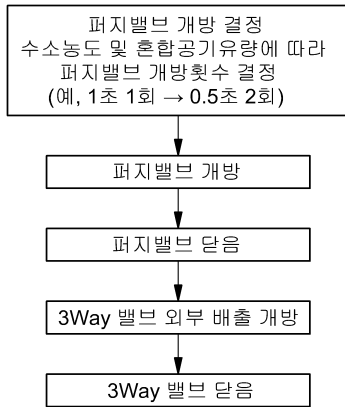 퍼지밸브 개방 결정
수소농도 및 혼합공기유량에 따라
퍼지밸브 개방횟수 결정
(예, 1초 1회 → 0.5초 2회)
퍼지밸브 개방
퍼지밸브 닫음
3Way 밸브 외부 배출 개방
3Way 밸브 닫음